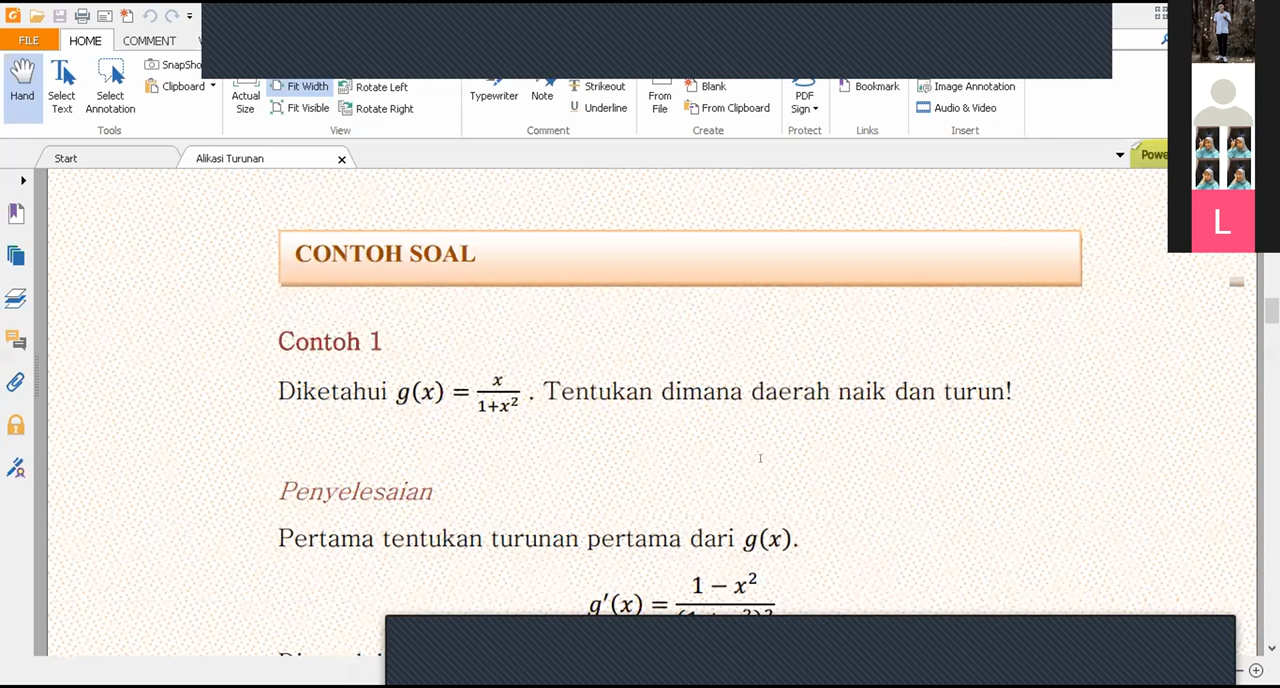 FILE HOME COMMENT
Hand
Select Text
Select Annotation
SnapSho
Clipboard
Tools
Actual Size
Fit Width
Fit Visible
Rotate Left
Rotate Right
View
Typewriter
Note
Strikeout
Underline
Comment
From File
Blank
From Clipboard
Create
PDF Sign
Protect
Bookmark
Links
Image Annotation
Audio & Video
Insert
Start
Alikasi Turunan
Powe
L
CONTOH SOAL
Contoh 1
Diketahui g(x) = x/(1+x²) . Tentukan dimana daerah naik dan turun!
Penyelesaian
Pertama tentukan turunan pertama dari g(x).
g′(x) = (1 − x²)/